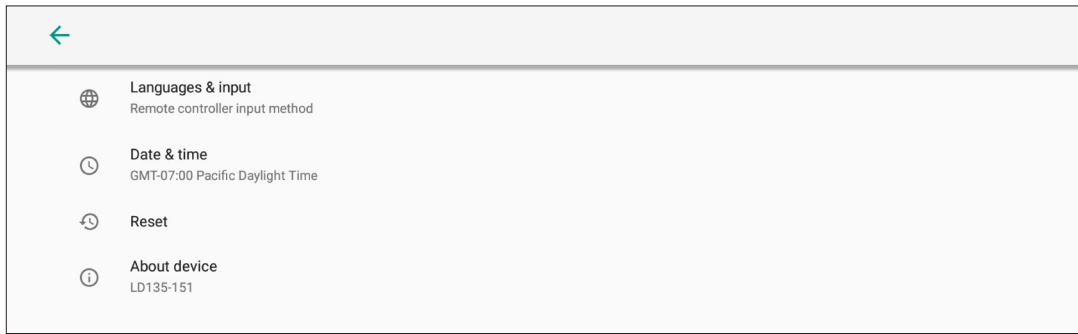 Languages & input
Remote controller input method
Date & time
GMT-07:00 Pacific Daylight Time
Reset
About device
LD135-151